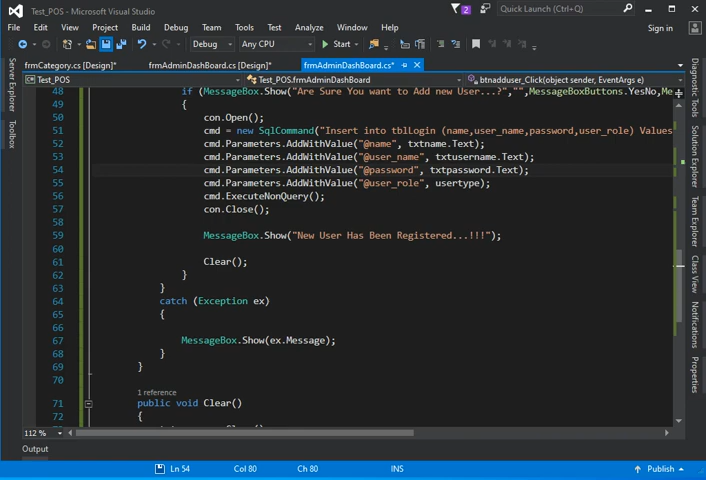 Test_POS - Microsoft Visual Studio
2
Quick Launch (Ctrl+Q)
File Edit View Project Build Debug Team Tools Test Analyze Window Help
Sign in
Debug Any CPU Start
frmCategory.cs [Design]* frmAdminDashBoard.cs [Design]* frmAdminDashBoard.cs*
Test_POS Test_POS.frmAdminDashBoard btnadduser_Click(object sender, EventArgs e)
Server Explorer
Toolbox
48 if (MessageBox.Show("Are Sure You want to Add new User...?","",MessageBoxButtons.YesNo,Me
49 {
50 con.Open();
51 cmd = new SqlCommand("Insert into tblLogin (name,user_name,password,user_role) Values
52 cmd.Parameters.AddWithValue("@name", txtname.Text);
53 cmd.Parameters.AddWithValue("@user_name", txtusername.Text);
54 cmd.Parameters.AddWithValue("@password", txtpassword.Text);
55 cmd.Parameters.AddWithValue("@user_role", usertype);
56 cmd.ExecuteNonQuery();
57 con.Close();
58
59 MessageBox.Show("New User Has Been Registered...!!!");
60
61 Clear();
62 }
63 }
64 catch (Exception ex)
65 {
66
67 MessageBox.Show(ex.Message);
68 }
69 }
70
1 reference
71 public void Clear()
72 {
112 %
Diagnostic Tools
Solution Explorer
Team Explorer
Class View
Notifications
Properties
Output
Ln 54 Col 80 Ch 80 INS Publish